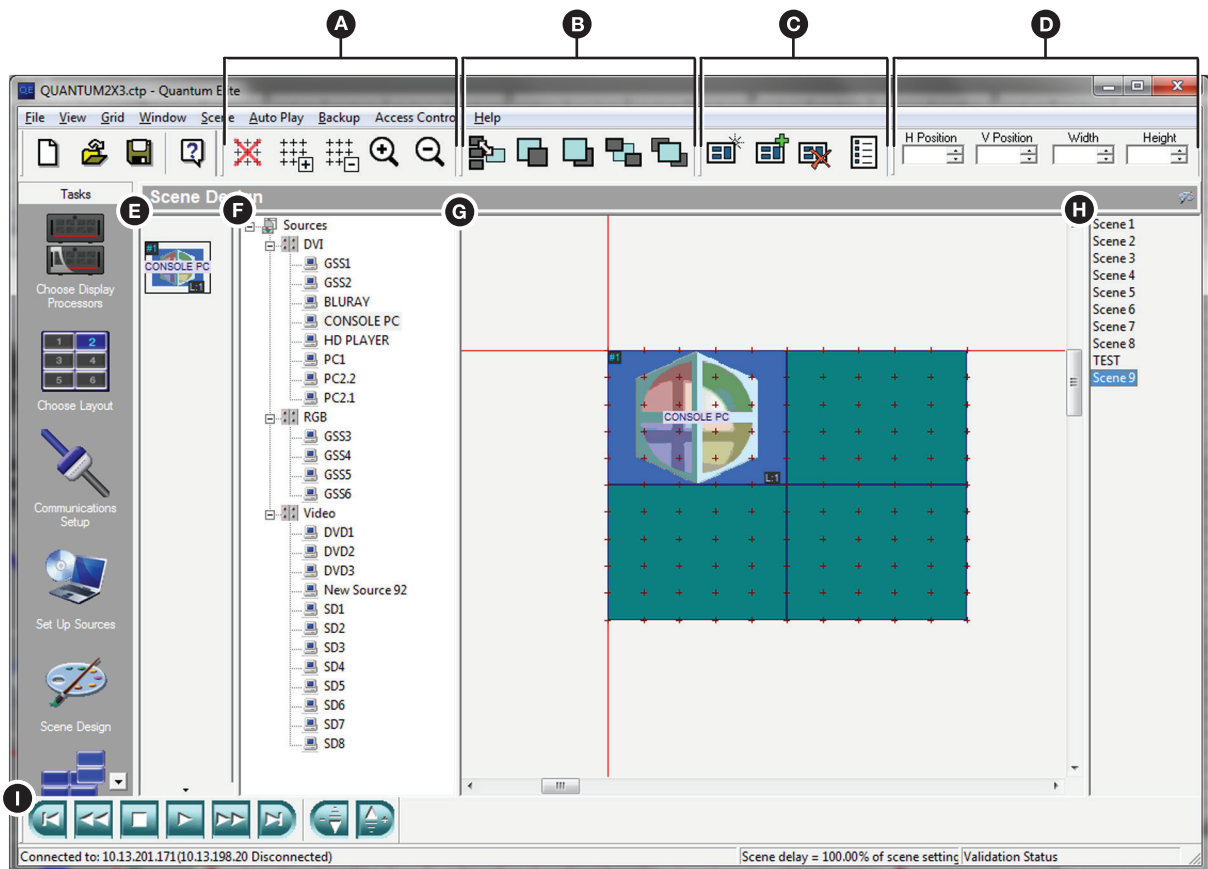 A
B
C
D
QE QUANTUM2X3.ctp - Quantum Elite
File View Grid Window Scene Auto Play Backup Access Control Help
H Position V Position Width Height
Tasks
E
Scene Design
F
G
H
#1
CONSOLE PC
L:1
Choose Display
Processors
1 2
3 4
5 6
Choose Layout
Communications
Setup
Set Up Sources
Scene Design
Sources
DVI
GSS1
GSS2
BLURAY
CONSOLE PC
HD PLAYER
PC1
PC2.2
PC2.1
RGB
GSS3
GSS4
GSS5
GSS6
Video
DVD1
DVD2
DVD3
New Source 92
SD1
SD2
SD3
SD4
SD5
SD6
SD7
SD8
#1
CONSOLE PC
L:1
Scene 1
Scene 2
Scene 3
Scene 4
Scene 5
Scene 6
Scene 7
Scene 8
TEST
Scene 9
I
Connected to: 10.13.201.171(10.13.198.20 Disconnected)
Scene delay = 100.00% of scene setting
Validation Status